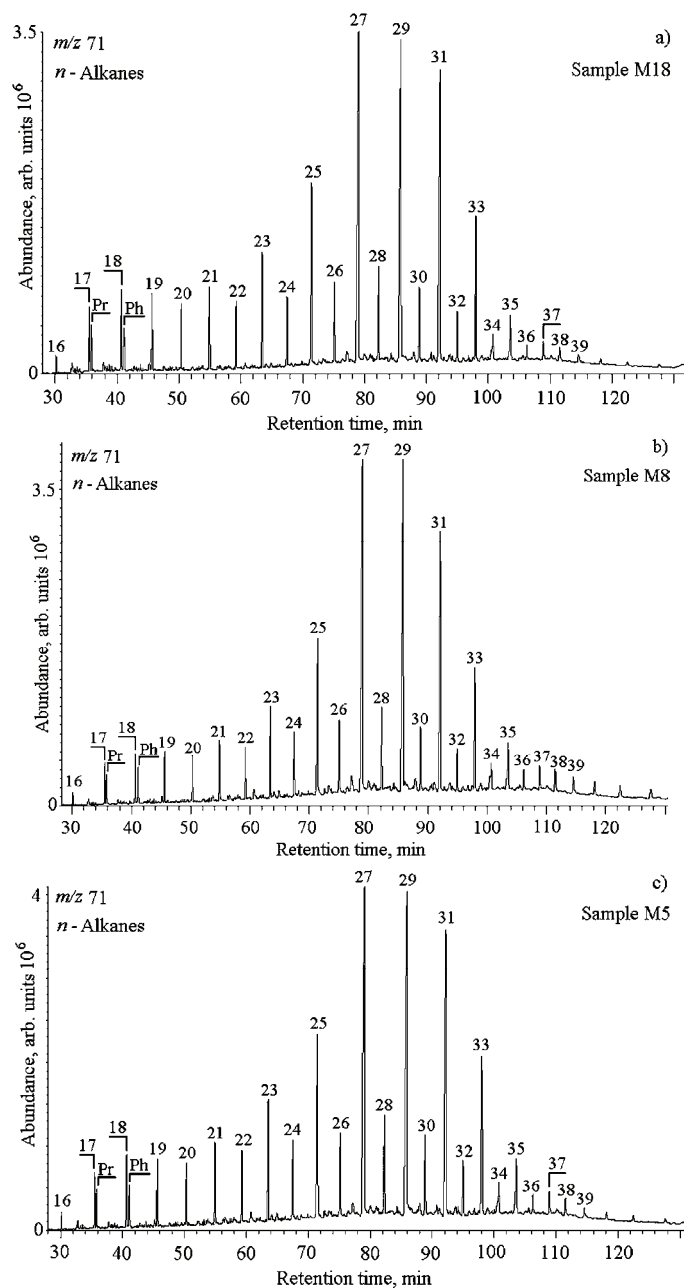 3.5
m/z 71
n - Alkanes
a)
Sample M18
Abundance, arb. units 10^6
27
29
31
25
33
23
28
26
18
19
21
24
17
Pr
Ph
20
22
30
32
35
34
37
36
38
39
16
0
30 40 50 60 70 80 90 100 110 120
Retention time, min
m/z 71
n - Alkanes
b)
Sample M8
3.5
Abundance, arb. units 10^6
27
29
31
25
33
23
28
26
24
30
21
22
18
19
17
Pr
Ph
20
32
35
34
36
37
38
39
16
0
30 40 50 60 70 80 90 100 110 120
Retention time, min
4
m/z 71
n - Alkanes
c)
Sample M5
Abundance, arb. units 10^6
27
29
31
25
33
23
28
26
24
30
21
22
18
19
20
17
Pr
Ph
32
35
34
37
36
38
39
16
0
30 40 50 60 70 80 90 100 110 120
Retention time, min